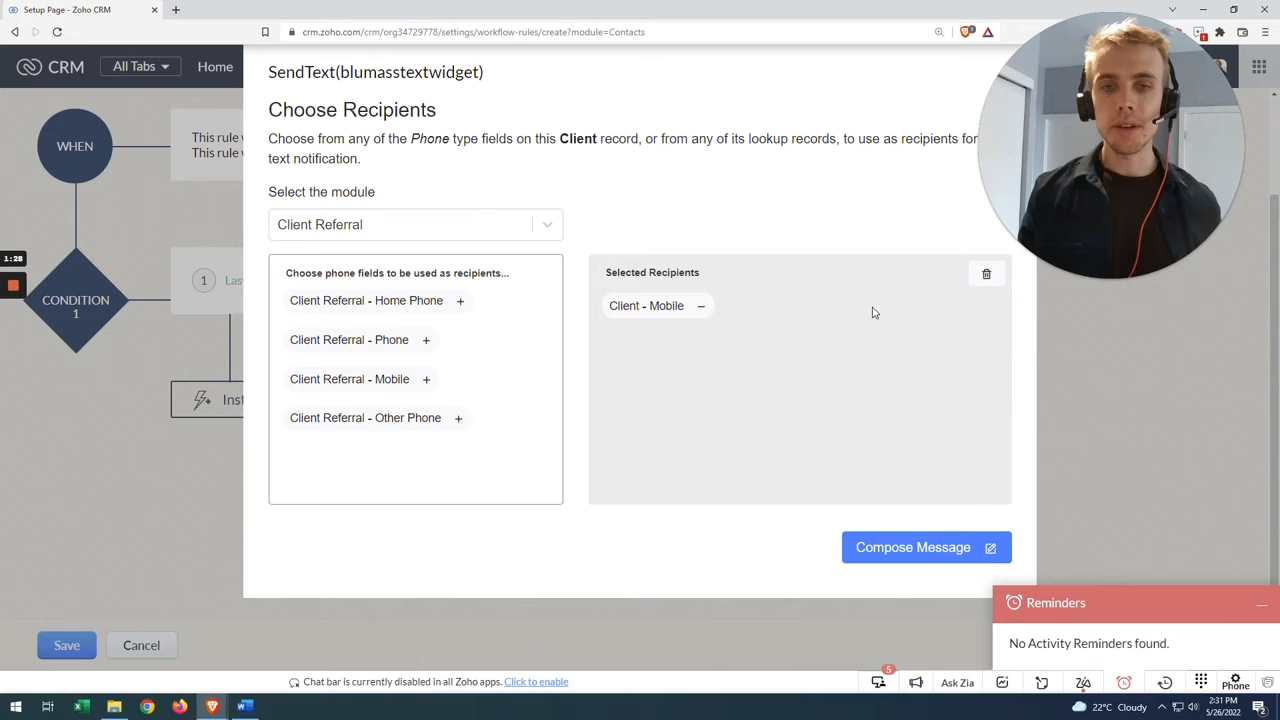 Setup Page - Zoho CRM
crm.zoho.com/crm/org34729778/settings/workflow-rules/create?module=Contacts
CRM
All Tabs
Home
SendText(blumasstextwidget)
Choose Recipients
Choose from any of the Phone type fields on this Client record, or from any of its lookup records, to use as recipients for
text notification.
Select the module
Client Referral
WHEN
This rule
This rule
1:28
CONDITION
1
1
Las
Inst
Choose phone fields to be used as recipients...
Client Referral - Home Phone +
Client Referral - Phone +
Client Referral - Mobile +
Client Referral - Other Phone +
Selected Recipients
Client - Mobile −
Compose Message
Save
Cancel
Reminders
No Activity Reminders found.
Chat bar is currently disabled in all Zoho apps. Click to enable
5
Ask Zia
Phone
22°C Cloudy
2:31 PM
5/26/2022
2